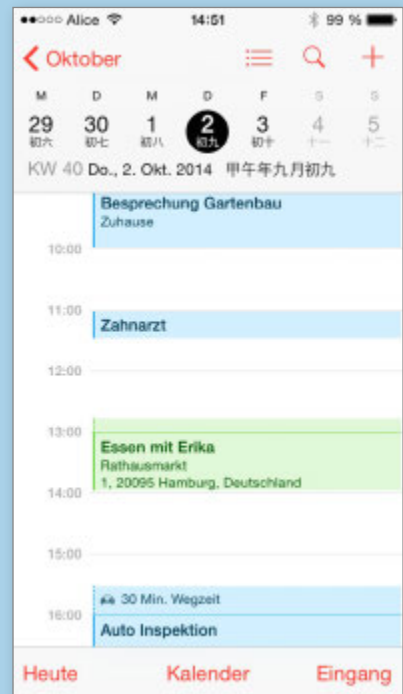 Alice 14:51 99 %
Oktober
M D M D F S S
29 30 1 2 3 4 5
初六 初七 初八 初九 初十 十一 十二
KW 40 Do., 2. Okt. 2014 甲午年九月初九
Besprechung Gartenbau
Zuhause
10:00
11:00
Zahnarzt
12:00
13:00
Essen mit Erika
Rathausmarkt
1, 20095 Hamburg, Deutschland
14:00
15:00
30 Min. Wegzeit
16:00
Auto Inspektion
Heute Kalender Eingang